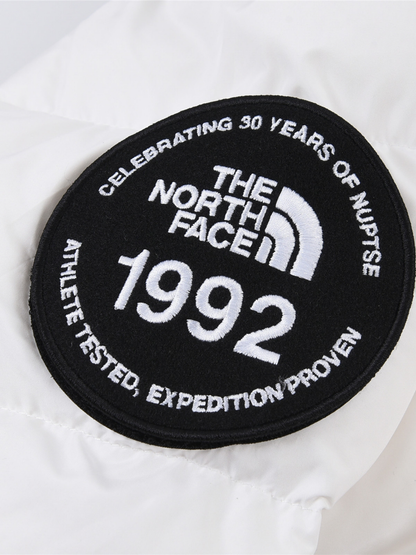 CELEBRATING 30 YEARS OF NUPTSE
THE
NORTH
FACE
1992
ATHLETE TESTED, EXPEDITION PROVEN